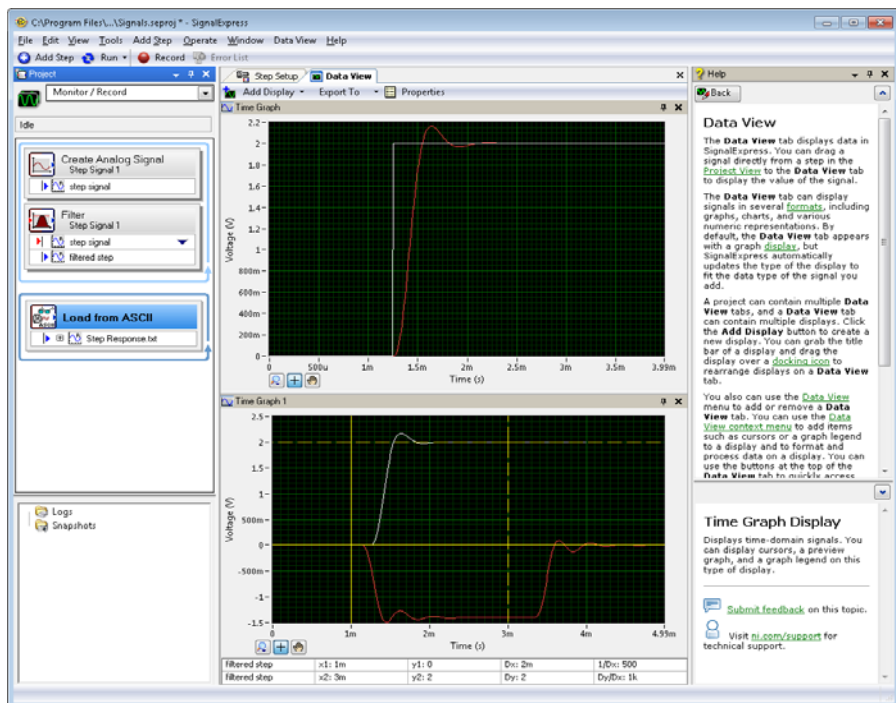 C:\Program Files\...\Signals.seproj * - SignalExpress
File Edit View Tools Add Step Operate Window Data View Help
Add Step Run Record Error List
Project
Monitor / Record
Idle
Create Analog Signal
Step Signal 1
step signal
Filter
Step Signal 1
step signal
filtered step
Load from ASCII
ASCII
Step Response.txt
Logs
Snapshots
Step Setup Data View
Add Display Export To Properties
Time Graph
Voltage (V)
2.2
2
1.8
1.6
1.4
1.2
1
800m
600m
400m
200m
0
0 500u 1m 1.5m 2m 2.5m 3m 3.5m 3.99m
Time (s)
Time Graph 1
Voltage (V)
2.5
2
1.5
1
500m
0
-500m
-1
-1.5
0 1m 2m 3m 4m 4.99m
Time (s)
filtered step x1: 1m y1: 0 Dx: 2m 1/Dx: 500
filtered step x2: 3m y2: 2 Dy: 2 Dy/Dx: 1k
Help
Back
Data View
The Data View tab displays data in
SignalExpress. You can drag a
signal directly from a step in the
Project View to the Data View tab
to display the value of the signal.
The Data View tab can display
signals in several formats, including
graphs, charts, and various
numeric representations. By
default, the Data View tab appears
with a graph display, but
SignalExpress automatically
updates the type of the display to
fit the data type of the signal you
add.
A project can contain multiple Data
View tabs, and a Data View tab
can contain multiple displays. Click
the Add Display button to create a
new display. You can grab the title
bar of a display and drag the
display over a docking icon to
rearrange displays on a Data View
tab.
You also can use the Data View
menu to add or remove a Data
View tab. You can use the Data
View context menu to add items
such as cursors or a graph legend
to a display and to format and
process data on a display. You can
use the buttons at the top of the
Data View tab to quickly access
Time Graph Display
Displays time-domain signals. You
can display cursors, a preview
graph, and a graph legend on this
type of display.
Submit feedback on this topic.
Visit ni.com/support for
technical support.